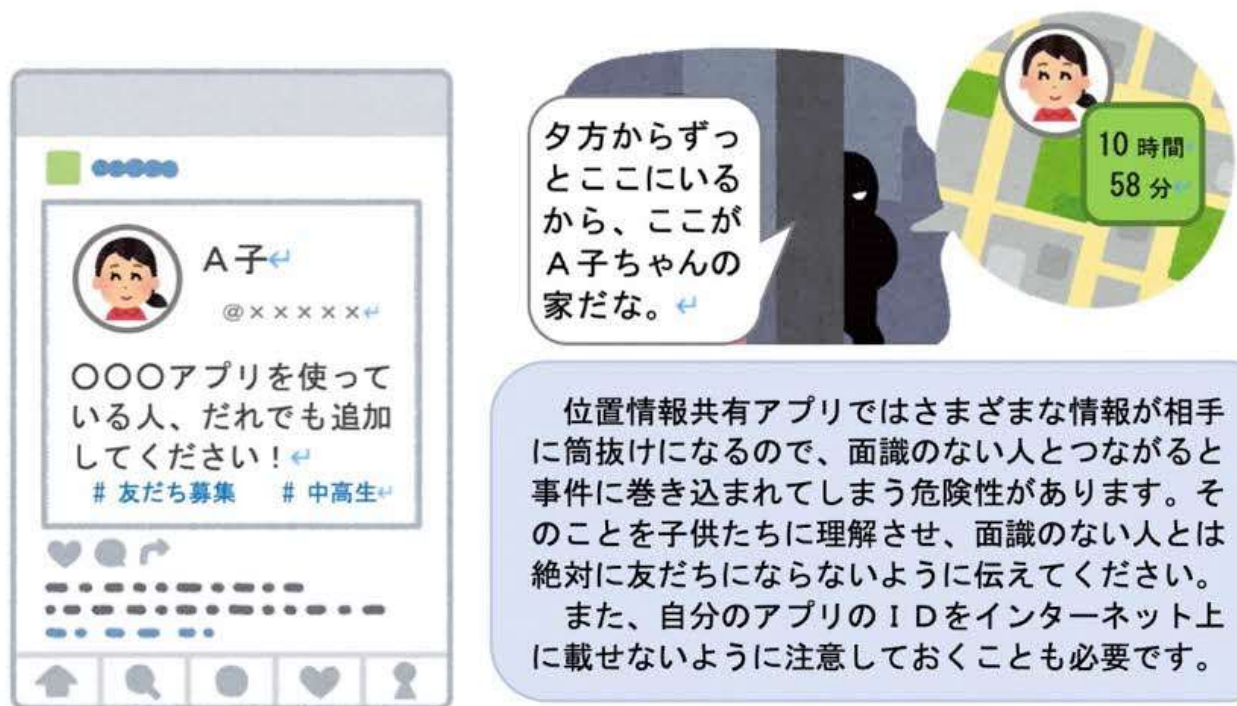 A子↵
@×××××↵
〇〇〇アプリを使って
いる人、だれでも追加
してください！↵
# 友だち募集 # 中高生↵
夕方からずっ
とここにいる
から、ここが
A子ちゃんの
家だな。↵
10 時間↵
58 分↵
位置情報共有アプリではさまざまな情報が相手
に筒抜けになるので、面識のない人とつながると
事件に巻き込まれてしまう危険性があります。そ
のことを子供たちに理解させ、面識のない人とは
絶対に友だちにならないように伝えてください。
また、自分のアプリのＩＤをインターネット上
に載せないように注意しておくことも必要です。